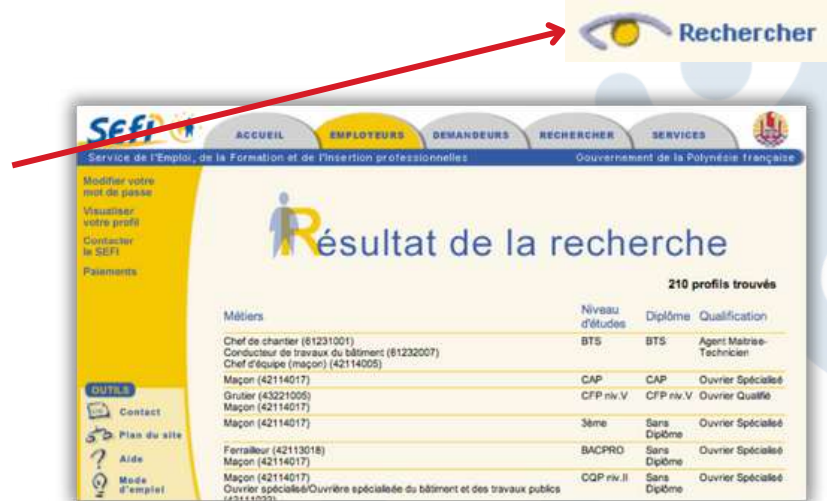 Rechercher
SEFI
ACCUEIL EMPLOYEURS DEMANDEURS RECHERCHER SERVICES
Service de l'Emploi, de la Formation et de l'Insertion professionnelles Gouvernement de la Polynésie française
Modifier votre
mot de passe
Visualiser
votre profil
Contacter
le SEFI
Paiements
Résultat de la recherche
210 profils trouvés
Métiers Niveau d'études Diplôme Qualification
Chef de chantier (61231001) BTS BTS Agent Maitrise-
Conducteur de travaux du bâtiment (61232007) Technicien
Chef d'équipe (maçon) (42114005)
Maçon (42114017) CAP CAP Ouvrier Spécialisé
Grutier (43221005) CFP niv.V CFP niv.V Ouvrier Qualifié
Maçon (42114017)
Maçon (42114017) 3ème Sans Ouvrier Spécialisé
Diplôme
Ferrailleur (42113018) BACPRO Sans Ouvrier Spécialisé
Maçon (42114017) Diplôme
Maçon (42114017) CQP niv.II Sans Ouvrier Spécialisé
Ouvrier spécialisé/Ouvrière spécialisée du bâtiment et des travaux publics Diplôme
OUTILS
Contact
Plan du site
Aide
Mode
d'emploi